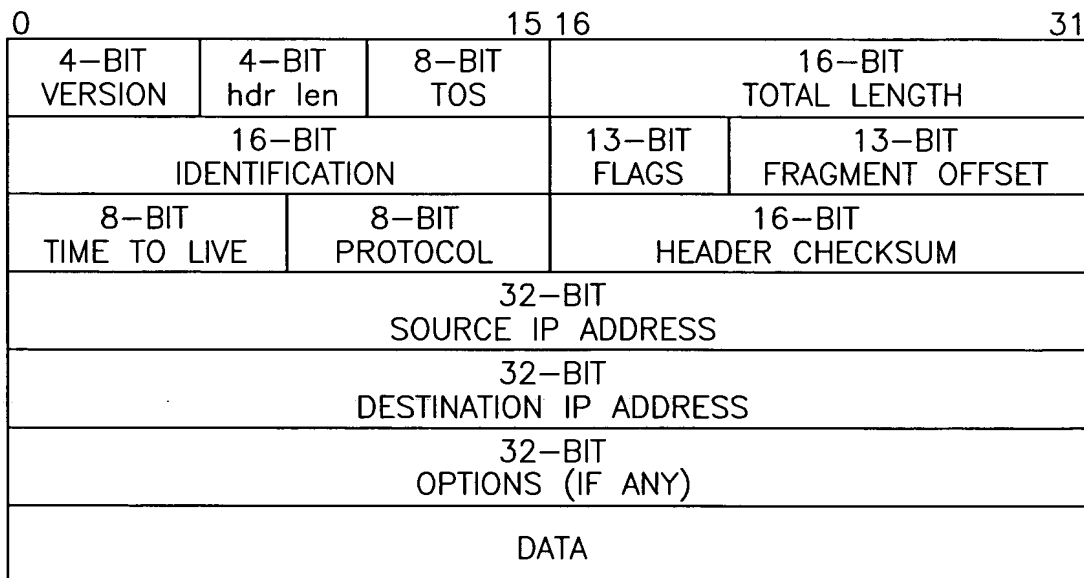 0 15 16 31
4-BIT 4-BIT 8-BIT 16-BIT
VERSION hdr len TOS TOTAL LENGTH
16-BIT 13-BIT 13-BIT
IDENTIFICATION FLAGS FRAGMENT OFFSET
8-BIT 8-BIT 16-BIT
TIME TO LIVE PROTOCOL HEADER CHECKSUM
32-BIT
SOURCE IP ADDRESS
32-BIT
DESTINATION IP ADDRESS
32-BIT
OPTIONS (IF ANY)
DATA